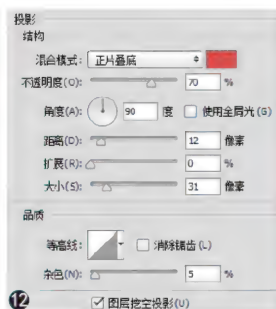 投影
结构
混合模式: 正片叠底
不透明度(O): 70 %
角度(A): 90 度 使用全局光(G)
距离(D): 12 像素
扩展(R): 0 %
大小(S): 31 像素
品质
等高线: 消除锯齿(L)
杂色(N): 5 %
12 图层挖空投影(U)